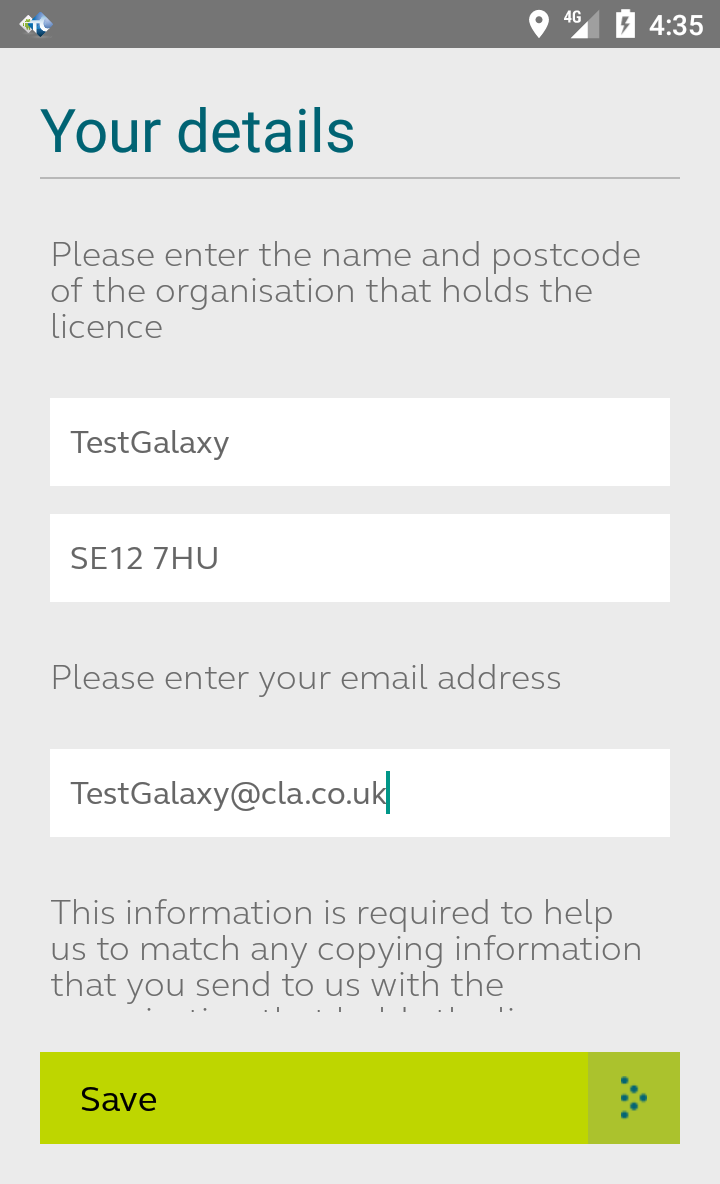 4G 4:35
Your details
Please enter the name and postcode
of the organisation that holds the
licence
TestGalaxy
SE12 7HU
Please enter your email address
TestGalaxy@cla.co.uk
This information is required to help
us to match any copying information
that you send to us with the
Save